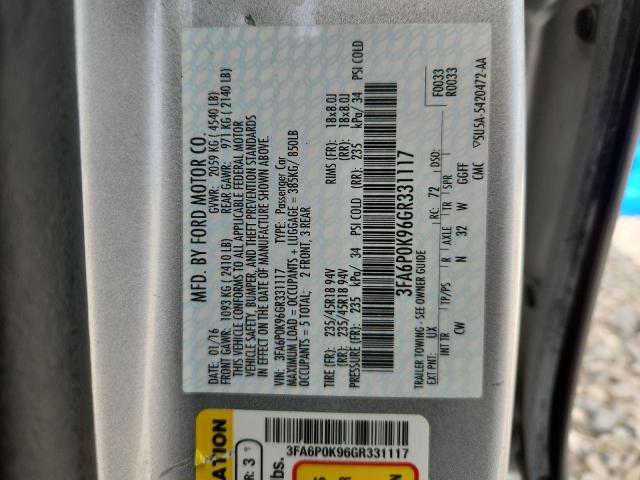 MFD. BY FORD MOTOR CO.
DATE: 01/16 GVWR: 2059 KG ( 4540 LB)
FRONT GAWR: 1093 KG ( 2410 LB) REAR GAWR: 971 KG ( 2140 LB)
THIS VEHICLE CONFORMS TO ALL APPLICABLE FEDERAL MOTOR
VEHICLE SAFETY, BUMPER, AND THEFT PREVENTION STANDARDS
IN EFFECT ON THE DATE OF MANUFACTURE SHOWN ABOVE.
VIN: 3FA6P0K96GR331117 TYPE: Passenger Car
MAXIMUM LOAD = OCCUPANTS + LUGGAGE = 385KG/ 850LB
OCCUPANTS = 5 TOTAL: 2 FRONT, 3 REAR
TIRE (FR): 235/45R18 94V RIMS (FR): 18x8.0J
(RR): 235/45R18 94V (RR): 18x8.0J
PRESSURE (FR): 235 kPa/ 34 PSI COLD (RR): 235 kPa/ 34 PSI COLD
3FA6P0K96GR331117
TRAILER TOWING - SEE OWNER GUIDE F0033
EXT PNT: UX RC: 72 DSO: R0033
INT TR TP/PS R AXLE TR SPR
CW N 32 W GGFF
CMC 5U5A-5420472-AA
3FA6P0K96GR331117
ATION
R: 3
lbs.